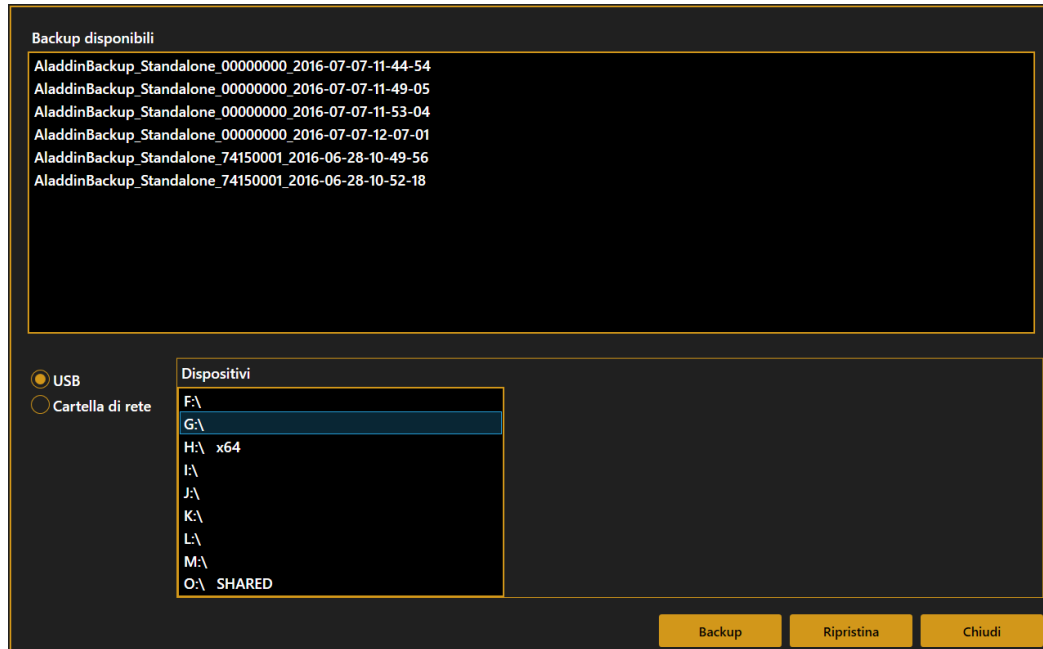 Backup disponibili
AladdinBackup_Standalone_00000000_2016-07-07-11-44-54
AladdinBackup_Standalone_00000000_2016-07-07-11-49-05
AladdinBackup_Standalone_00000000_2016-07-07-11-53-04
AladdinBackup_Standalone_00000000_2016-07-07-12-07-01
AladdinBackup_Standalone_74150001_2016-06-28-10-49-56
AladdinBackup_Standalone_74150001_2016-06-28-10-52-18
USB
Cartella di rete
Dispositivi
F:\
G:\
H:\ x64
I:\
J:\
K:\
L:\
M:\
O:\ SHARED
Backup Ripristina Chiudi